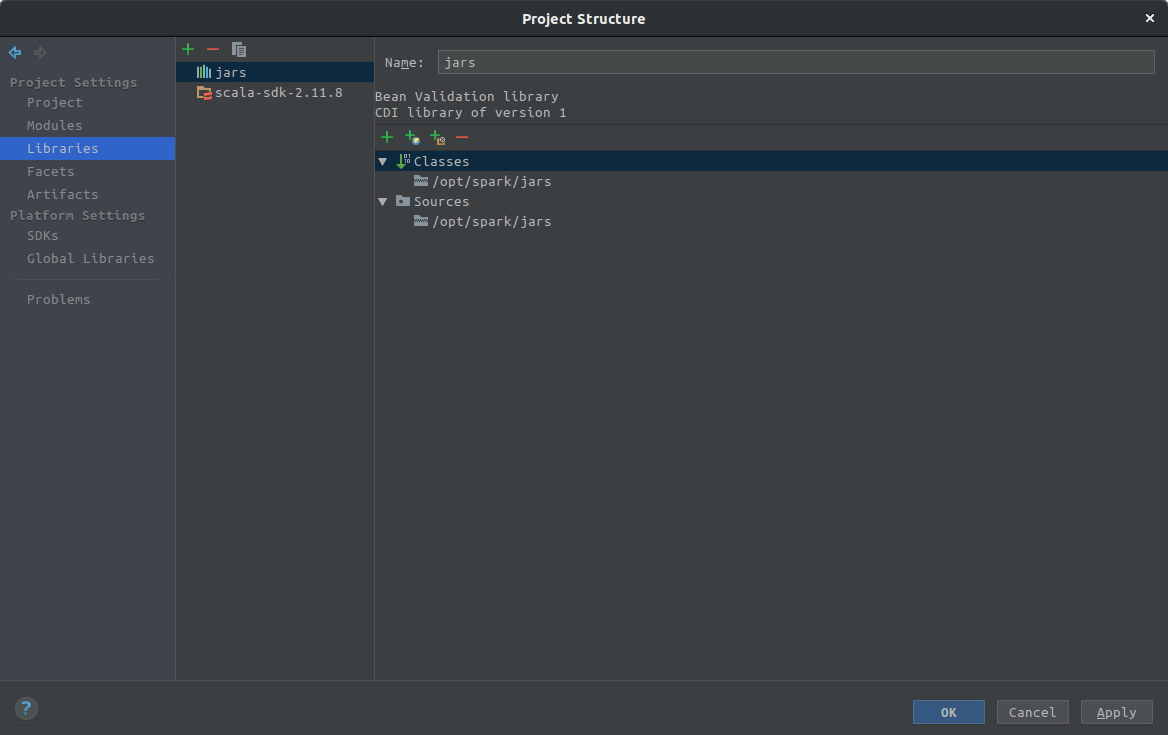 Project Structure
Project Settings
Project
Modules
Libraries
Facets
Artifacts
Platform Settings
SDKs
Global Libraries
Problems
jars
scala-sdk-2.11.8
Name: jars
Bean Validation library
CDI library of version 1
Classes
/opt/spark/jars
Sources
/opt/spark/jars
?
OK Cancel Apply